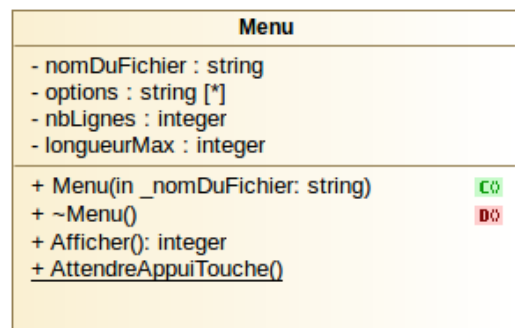 Menu
- nomDuFichier : string
- options : string [*]
- nbLignes : integer
- longueurMax : integer
+ Menu(in _nomDuFichier: string) C()
+ ~Menu() D()
+ Afficher(): integer
+ AttendreAppuiTouche()